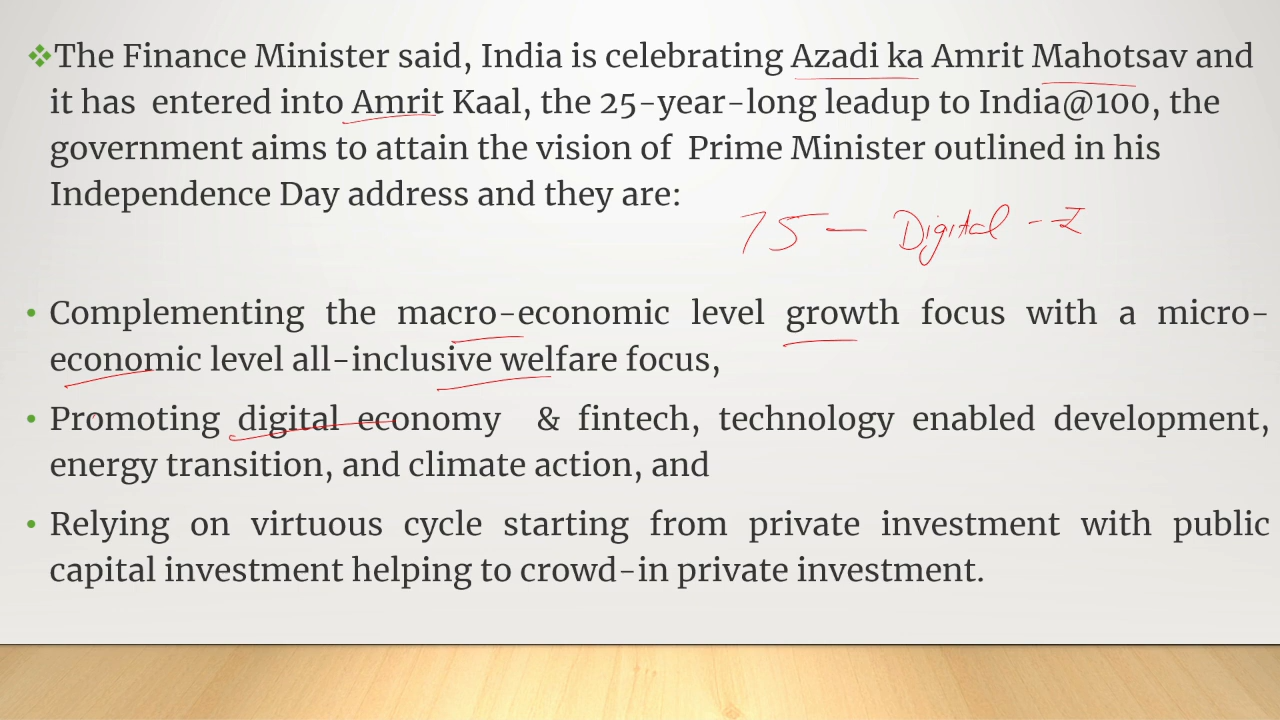 The Finance Minister said, India is celebrating Azadi ka Amrit Mahotsav and
it has entered into Amrit Kaal, the 25-year-long leadup to India@100, the
government aims to attain the vision of Prime Minister outlined in his
Independence Day address and they are:
75 - Digital
Complementing the macro-economic level growth focus with a micro-
economic level all-inclusive welfare focus,
Promoting digital economy & fintech, technology enabled development,
energy transition, and climate action, and
Relying on virtuous cycle starting from private investment with public
capital investment helping to crowd-in private investment.